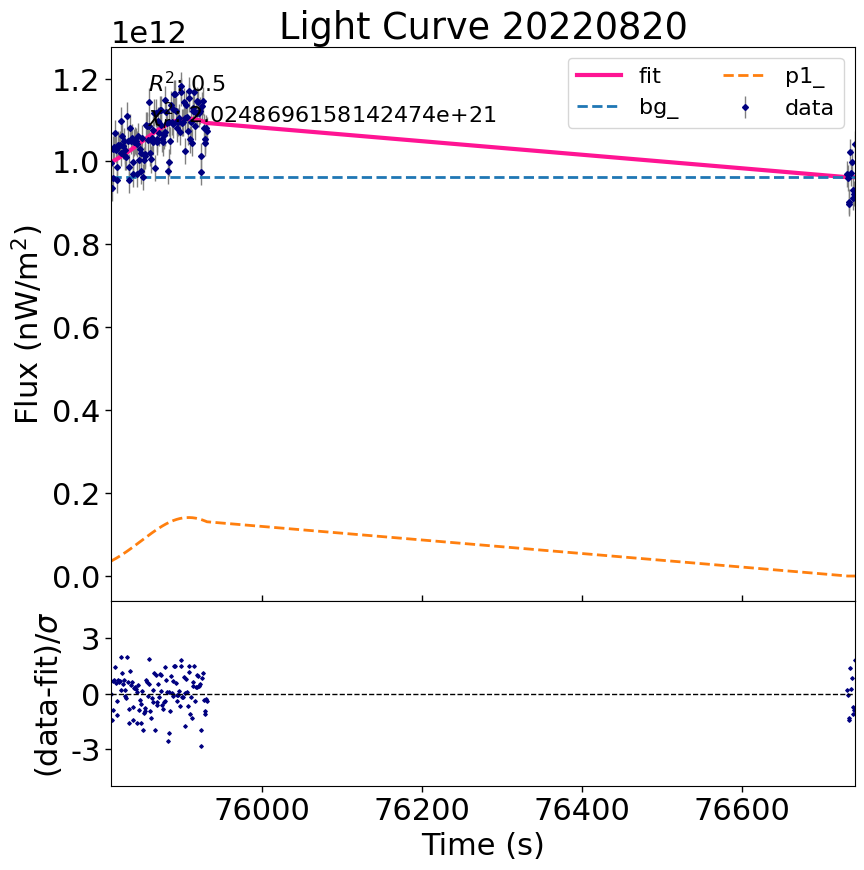 Light Curve 20220820
1e12
R²: 0.5
0248696158142474e+21
fit
bg_
p1_
data
1.2
1.0
0.8
0.6
0.4
0.2
0.0
Flux (nW/m²)
3
0
-3
(data-fit)/σ
76000 76200 76400 76600
Time (s)